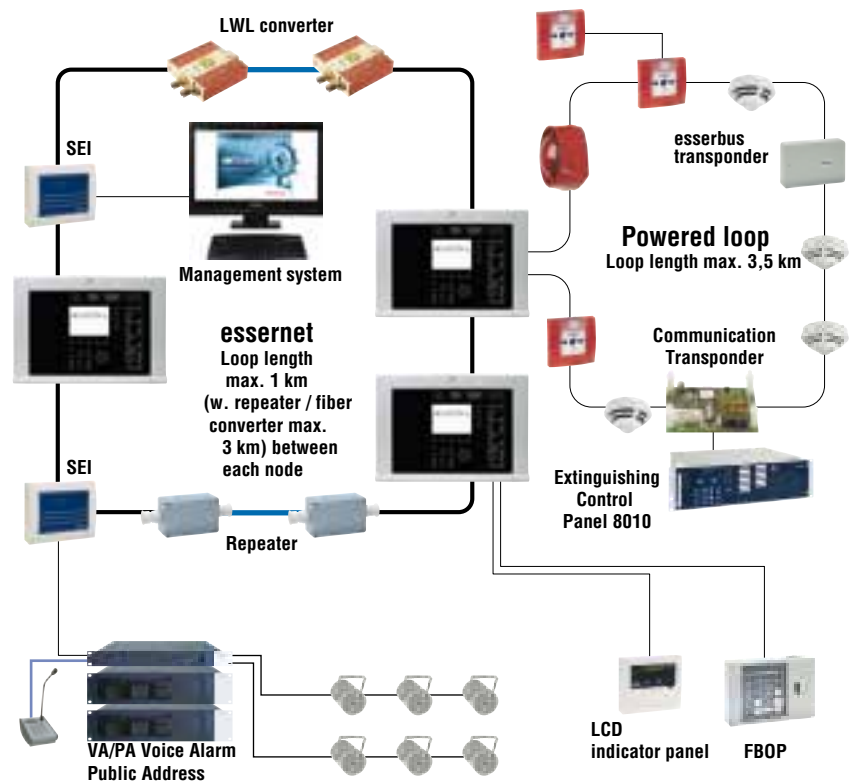 LWL converter
SEI
esserbus
transponder
Management system
Powered loop
Loop length max. 3,5 km
essernet
Loop length
max. 1 km
(w. repeater / fiber
converter max.
3 km) between
each node
Communication
Transponder
SEI
Repeater
Extinguishing
Control
Panel 8010
VA/PA Voice Alarm
Public Address
LCD
indicator panel
FBOP